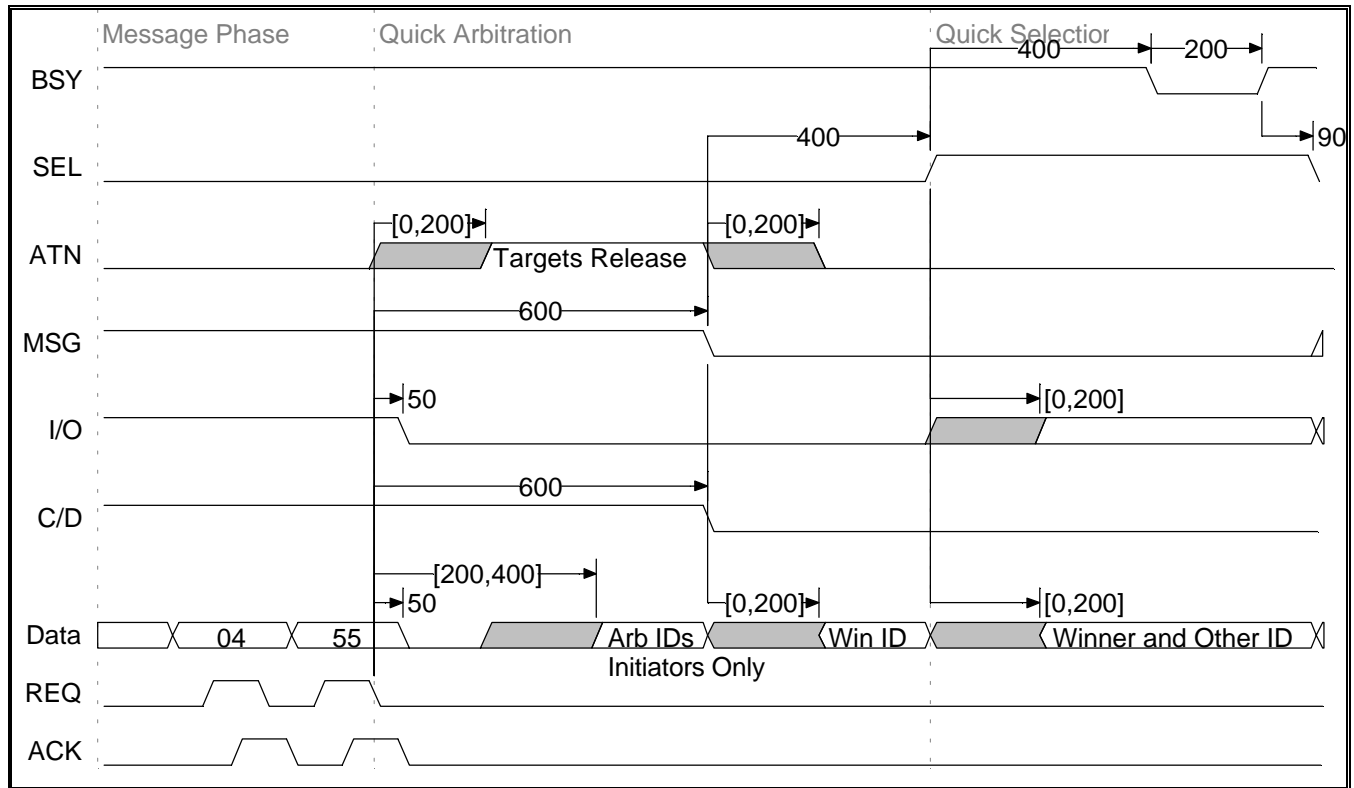 Message Phase Quick Arbitration Quick Selection
400 200
BSY
400 90
SEL
[0,200] [0,200]
ATN Targets Release
600
MSG
50 [0,200]
I/O
600
C/D
[200,400]
50 [0,200] [0,200]
Data 04 55 Arb IDs Win ID Winner and Other ID
Initiators Only
REQ
ACK